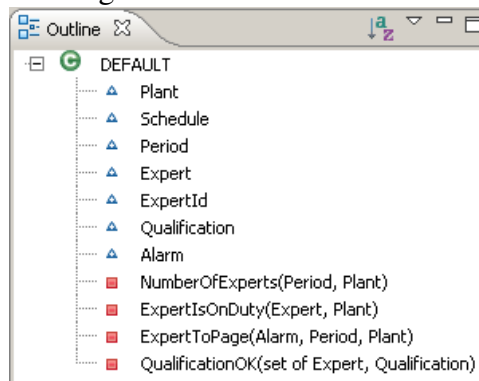 Outline
DEFAULT
Plant
Schedule
Period
Expert
ExpertId
Qualification
Alarm
NumberOfExperts(Period, Plant)
ExpertIsOnDuty(Expert, Plant)
ExpertToPage(Alarm, Period, Plant)
QualificationOK(set of Expert, Qualification)